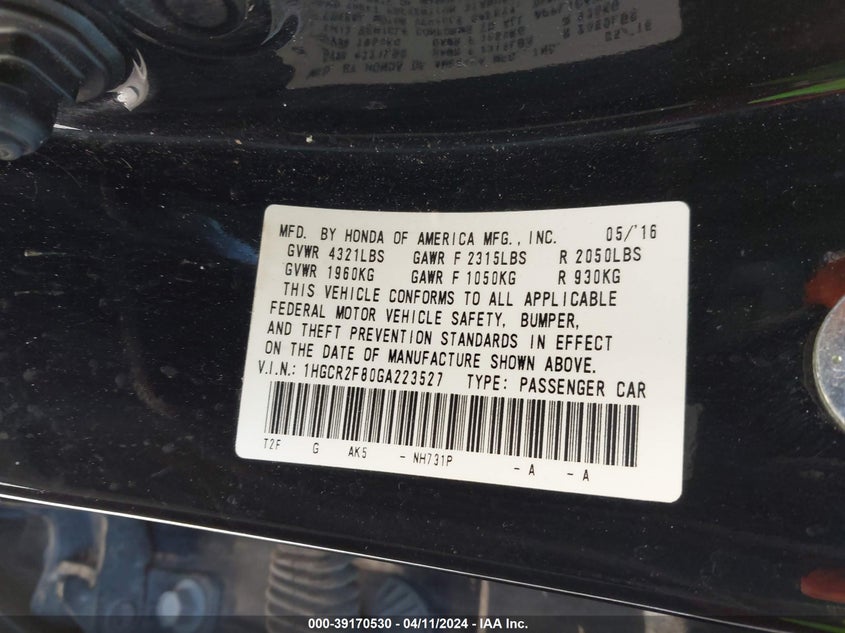 MFD. BY HONDA OF AMERICA MFG., INC. 05/'16
GVWR 4321LBS GAWR F 2315LBS R 2050LBS
GVWR 1960KG GAWR F 1050KG R 930KG
THIS VEHICLE CONFORMS TO ALL APPLICABLE
FEDERAL MOTOR VEHICLE SAFETY, BUMPER,
AND THEFT PREVENTION STANDARDS IN EFFECT
ON THE DATE OF MANUFACTURE SHOWN ABOVE.
V.I.N.: 1HGCR2F80GA223527 TYPE: PASSENGER CAR
T2F G AK5 - NH731P - A - A
000-39170530 - 04/11/2024 - IAA Inc.